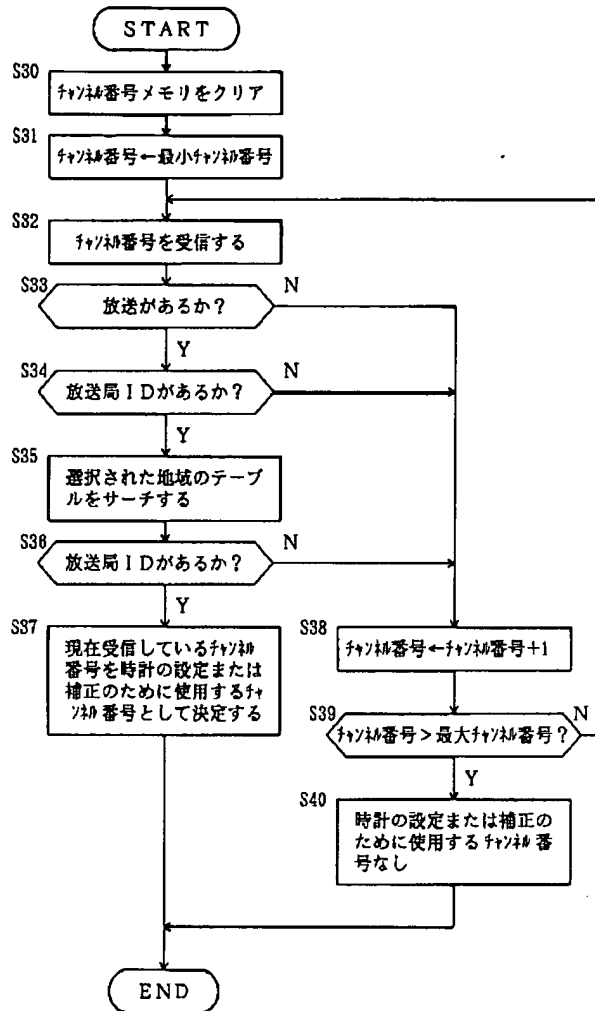 START
S30
チャンネル番号メモリをクリア
S31
チャンネル番号←最小チャンネル番号
S32
チャンネル番号を受信する
S33
放送があるか？
N
Y
S34
放送局IDがあるか？
N
Y
S35
選択された地域のテーブ
ルをサーチする
S36
放送局IDがあるか？
N
Y
S37
現在受信しているチャンネル
番号を時計の設定または
補正のために使用するチャ
ンネル番号として決定する
S38
チャンネル番号←チャンネル番号+1
S39
チャンネル番号＞最大チャンネル番号？
N
Y
S40
時計の設定または補正の
ために使用するチャンネル番
号なし
END